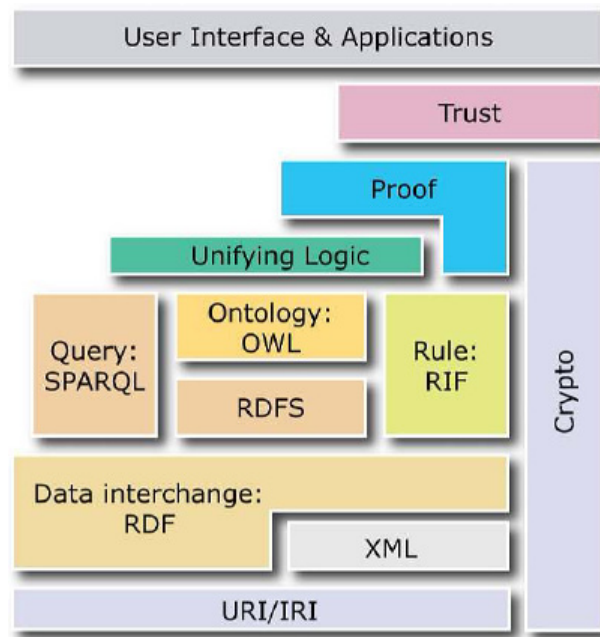 User Interface & Applications
Trust
Proof
Unifying Logic
Ontology:
OWL
Query:
SPARQL
Rule:
RIF
RDFS
Crypto
Data interchange:
RDF
XML
URI/IRI